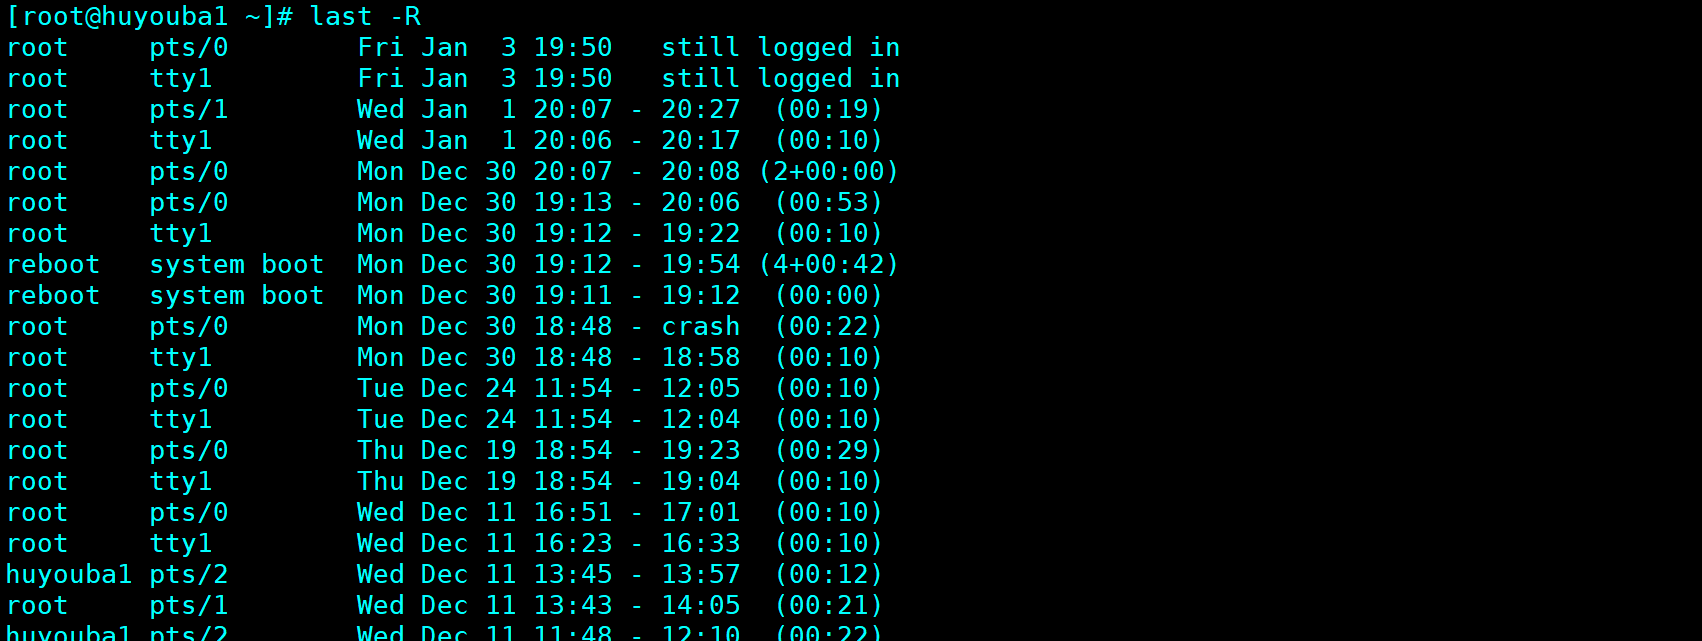 [root@huyouba1 ~]# last -R
root     pts/0        Fri Jan  3 19:50   still logged in
root     tty1         Fri Jan  3 19:50   still logged in
root     pts/1        Wed Jan  1 20:07 - 20:27  (00:19)
root     tty1         Wed Jan  1 20:06 - 20:17  (00:10)
root     pts/0        Mon Dec 30 20:07 - 20:08 (2+00:00)
root     pts/0        Mon Dec 30 19:13 - 20:06  (00:53)
root     tty1         Mon Dec 30 19:12 - 19:22  (00:10)
reboot   system boot  Mon Dec 30 19:12 - 19:54 (4+00:42)
reboot   system boot  Mon Dec 30 19:11 - 19:12  (00:00)
root     pts/0        Mon Dec 30 18:48 - crash  (00:22)
root     tty1         Mon Dec 30 18:48 - 18:58  (00:10)
root     pts/0        Tue Dec 24 11:54 - 12:05  (00:10)
root     tty1         Tue Dec 24 11:54 - 12:04  (00:10)
root     pts/0        Thu Dec 19 18:54 - 19:23  (00:29)
root     tty1         Thu Dec 19 18:54 - 19:04  (00:10)
root     pts/0        Wed Dec 11 16:51 - 17:01  (00:10)
root     tty1         Wed Dec 11 16:23 - 16:33  (00:10)
huyouba1 pts/2        Wed Dec 11 13:45 - 13:57  (00:12)
root     pts/1        Wed Dec 11 13:43 - 14:05  (00:21)
huyouba1 pts/2        Wed Dec 11 11:48 - 12:10  (00:22)